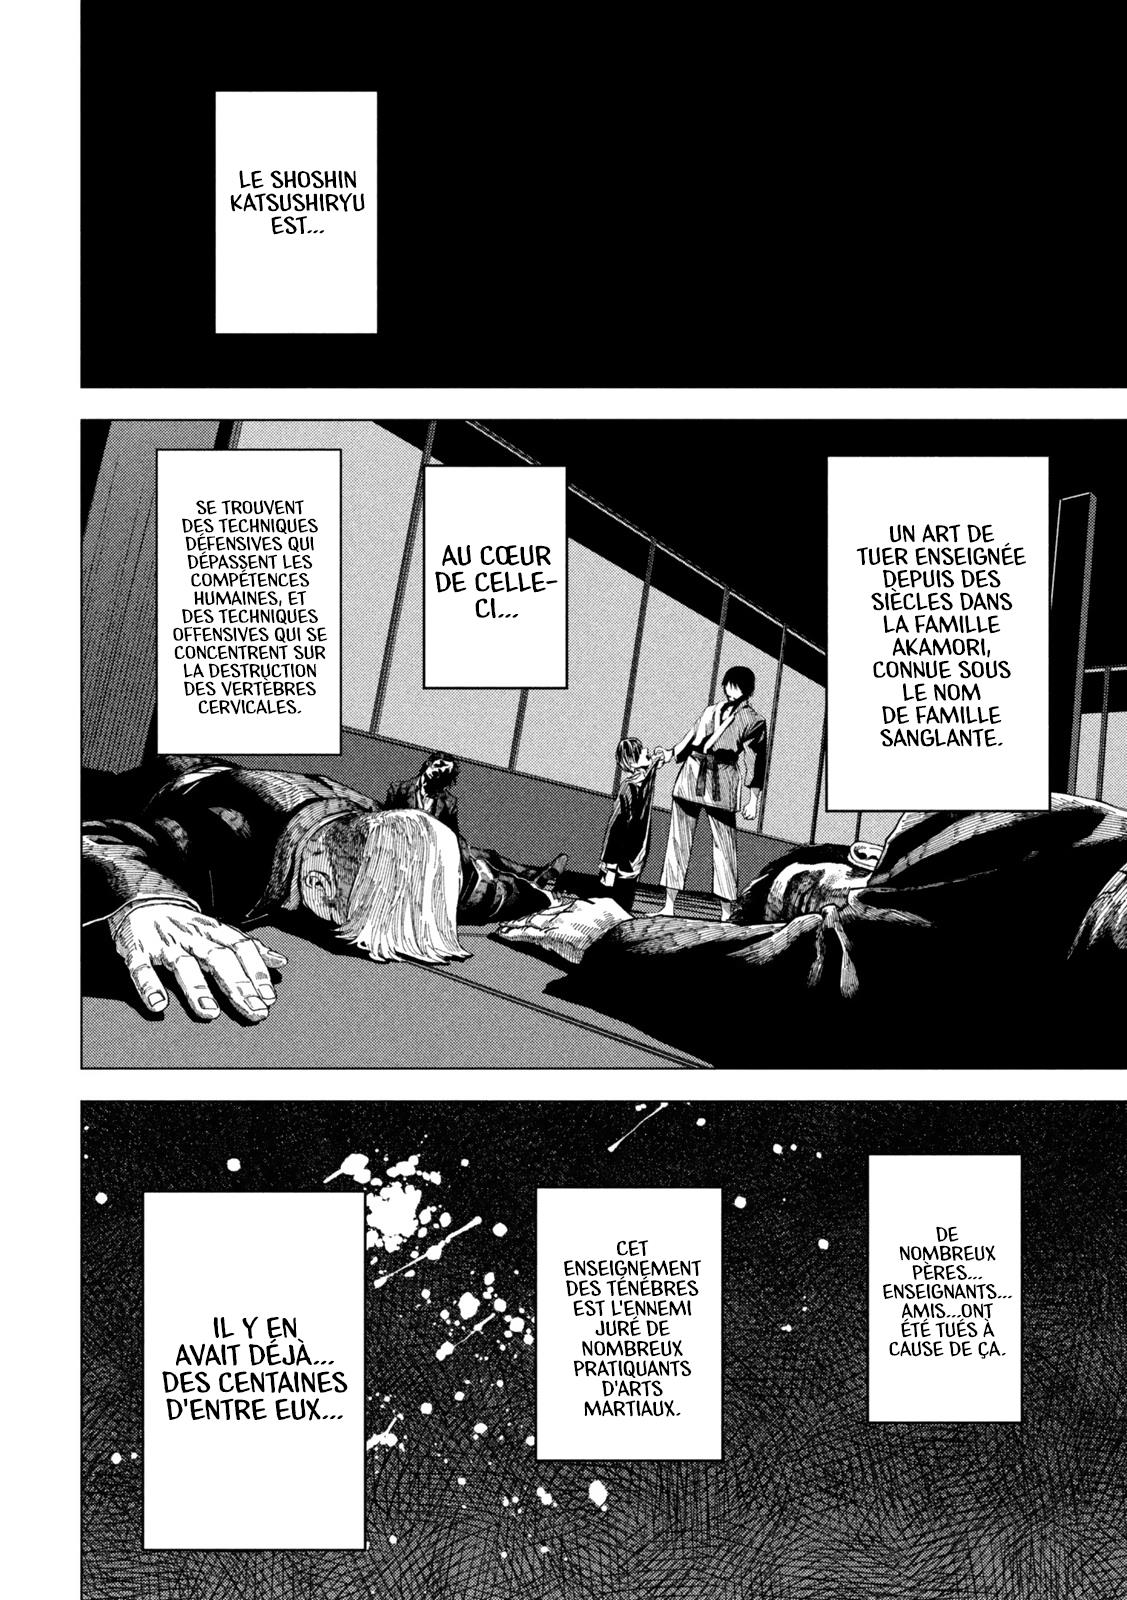 LE SHOSHIN
KATSUSHIRYU
EST...
UN ART DE
TUER ENSEIGNÉE
DEPUIS DES
SIÈCLES DANS
LA FAMILLE
AKAMORI,
CONNUE SOUS
LE NOM
DE FAMILLE
SANGLANTE.
AU CŒUR
DE CELLE-
CI...
SE TROUVENT
DES TECHNIQUES
DÉFENSIVES QUI
DÉPASSENT LES
COMPÉTENCES
HUMAINES, ET
DES TECHNIQUES
OFFENSIVES QUI SE
CONCENTRENT SUR
LA DESTRUCTION
DES VERTÈBRES
CERVICALES.
DE
NOMBREUX
PÈRES...
ENSEIGNANTS...
AMIS...ONT
ÉTÉ TUÉS À
CAUSE DE ÇA.
CET
ENSEIGNEMENT
DES TÉNÉBRES
EST L'ENNEMI
JURÉ DE
NOMBREUX
PRATIQUANTS
D'ARTS
MARTIAUX.
IL Y EN
AVAIT DÉJÀ...
DES CENTAINES
D'ENTRE EUX...